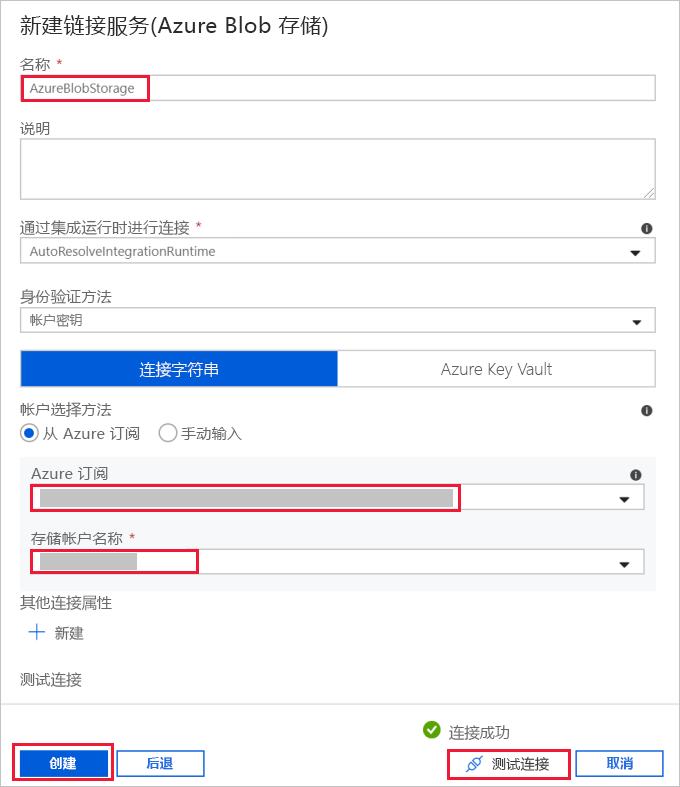 新建链接服务(Azure Blob 存储)
名称 *
AzureBlobStorage
说明
通过集成运行时进行连接 *
AutoResolveIntegrationRuntime
身份验证方法
帐户密钥
连接字符串 Azure Key Vault
帐户选择方法
从 Azure 订阅 手动输入
Azure 订阅
存储帐户名称 *
其他连接属性
新建
测试连接
连接成功
创建 后退 测试连接 取消